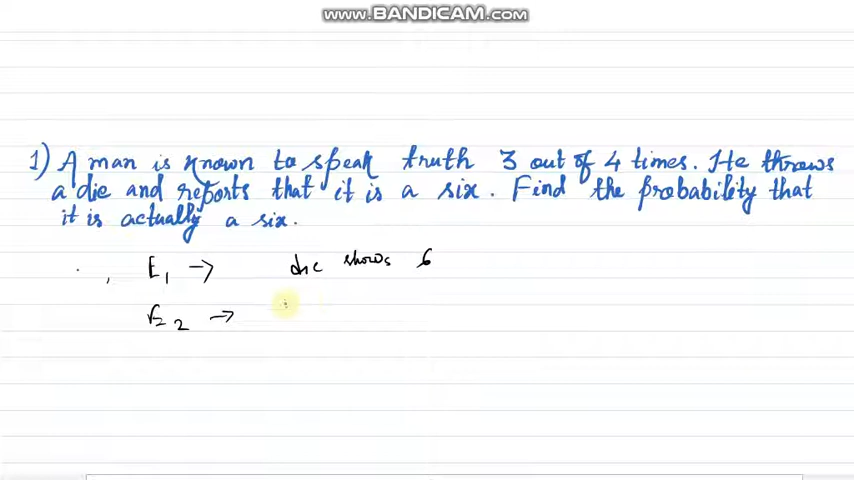 www.BANDICAM.com
1) A man is known to speak truth 3 out of 4 times. He throws
a die and reports that it is a six. Find the probability that
it is actually a six.
E1 → die shows 6
E2 →